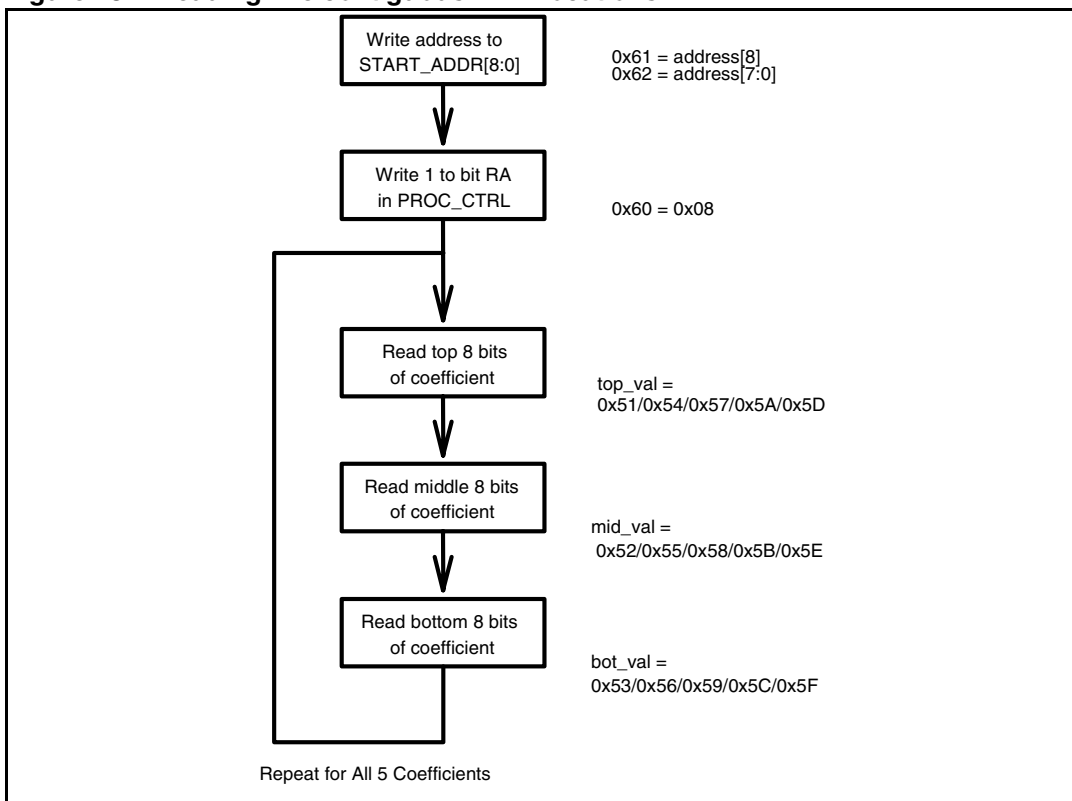 Write address to
START_ADDR[8:0]
0x61 = address[8]
0x62 = address[7:0]
Write 1 to bit RA
in PROC_CTRL
0x60 = 0x08
Read top 8 bits
of coefficient
top_val =
0x51/0x54/0x57/0x5A/0x5D
Read middle 8 bits
of coefficient
mid_val =
0x52/0x55/0x58/0x5B/0x5E
Read bottom 8 bits
of coefficient
bot_val =
0x53/0x56/0x59/0x5C/0x5F
Repeat for All 5 Coefficients